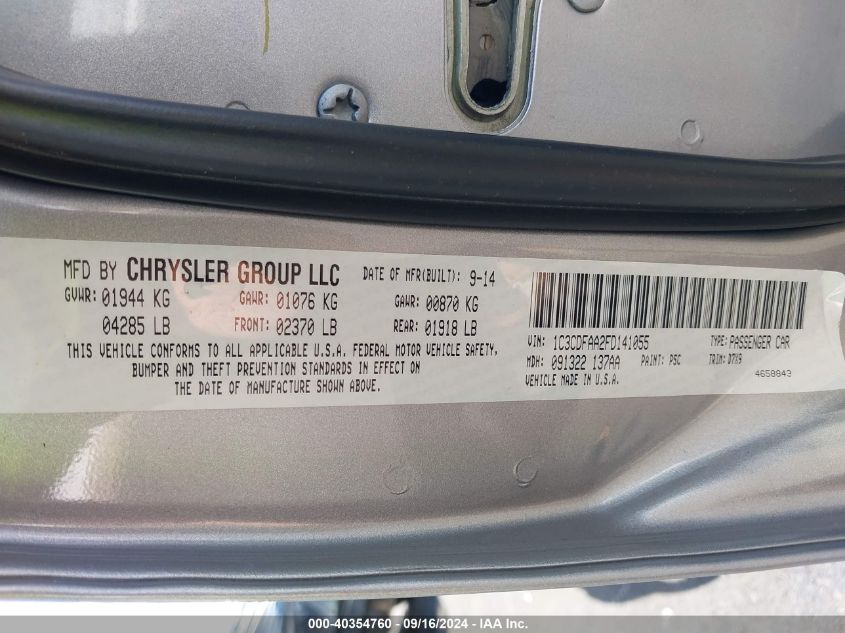 MFD BY CHRYSLER GROUP LLC DATE OF MFR(BUILT): 9-14
GVWR: 01944 KG GAWR: 01076 KG GAWR: 00870 KG
04285 LB FRONT: 02370 LB REAR: 01918 LB
THIS VEHICLE CONFORMS TO ALL APPLICABLE U.S.A. FEDERAL MOTOR VEHICLE SAFETY,
BUMPER AND THEFT PREVENTION STANDARDS IN EFFECT ON
THE DATE OF MANUFACTURE SHOWN ABOVE.
VIN: 1C3CDFAA2FD141055 TYPE: PASSENGER CAR
MDH: 091322 137AA PAINT: PSC TRIM: D7X9
VEHICLE MADE IN U.S.A. 4658843
000-40354760 - 09/16/2024 - IAA Inc.